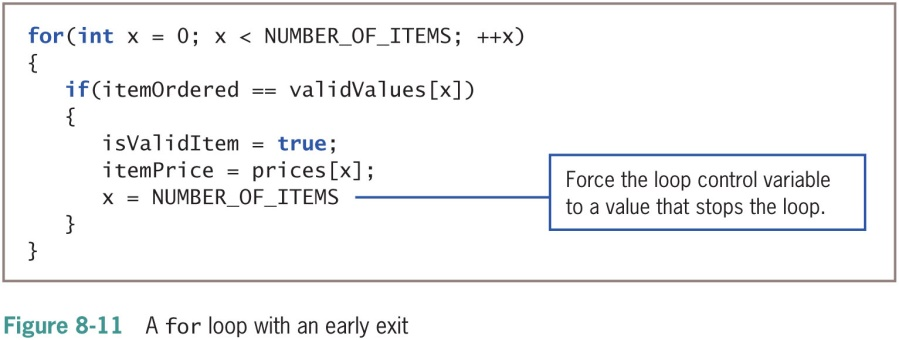 for(int x = 0; x < NUMBER_OF_ITEMS; ++x)
{
   if(itemOrdered == validValues[x])
   {
      isValidItem = true;
      itemPrice = prices[x];
      x = NUMBER_OF_ITEMS
   }
}
Force the loop control variable
to a value that stops the loop.
Figure 8-11 A for loop with an early exit